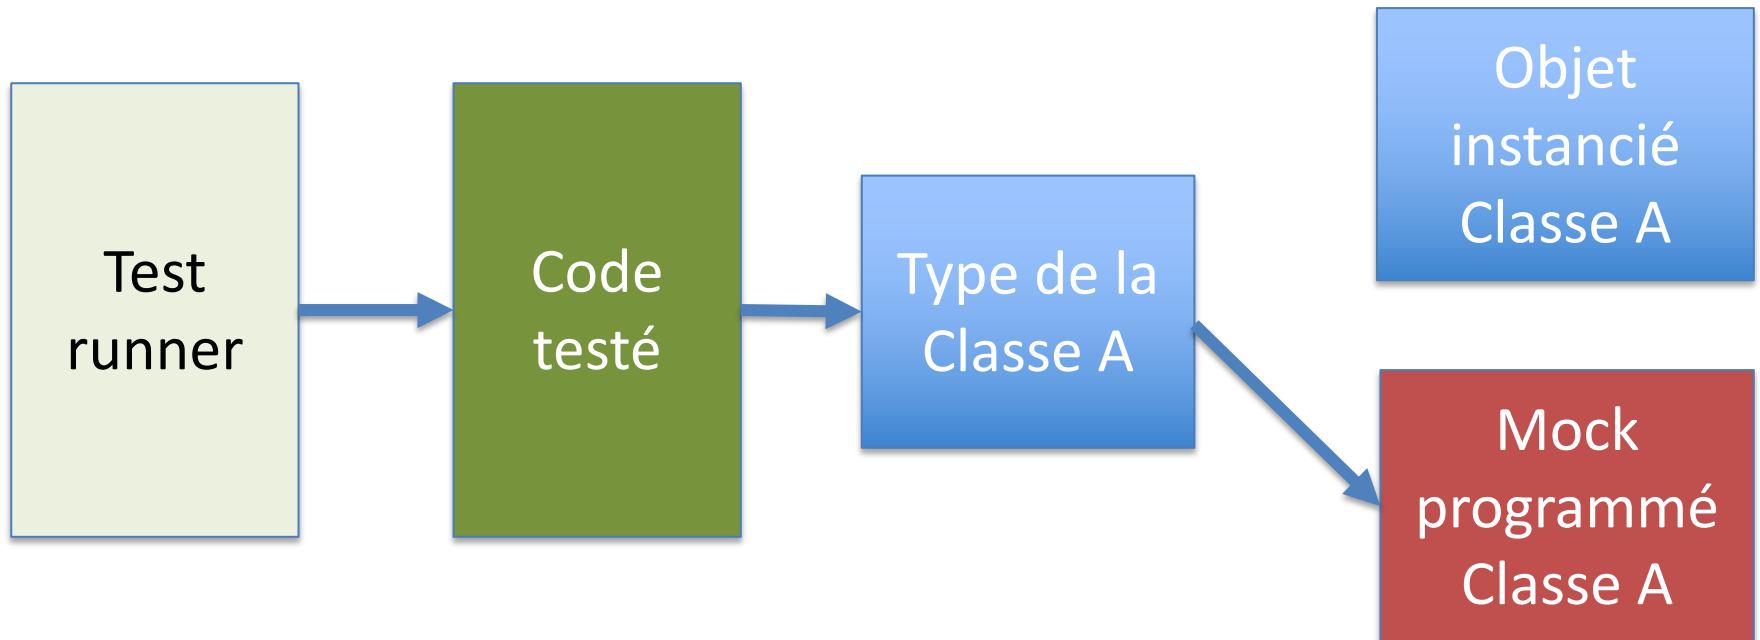 Test
runner
Code
testé
Type de la
Classe A
Objet
instancié
Classe A
Mock
programmé
Classe A